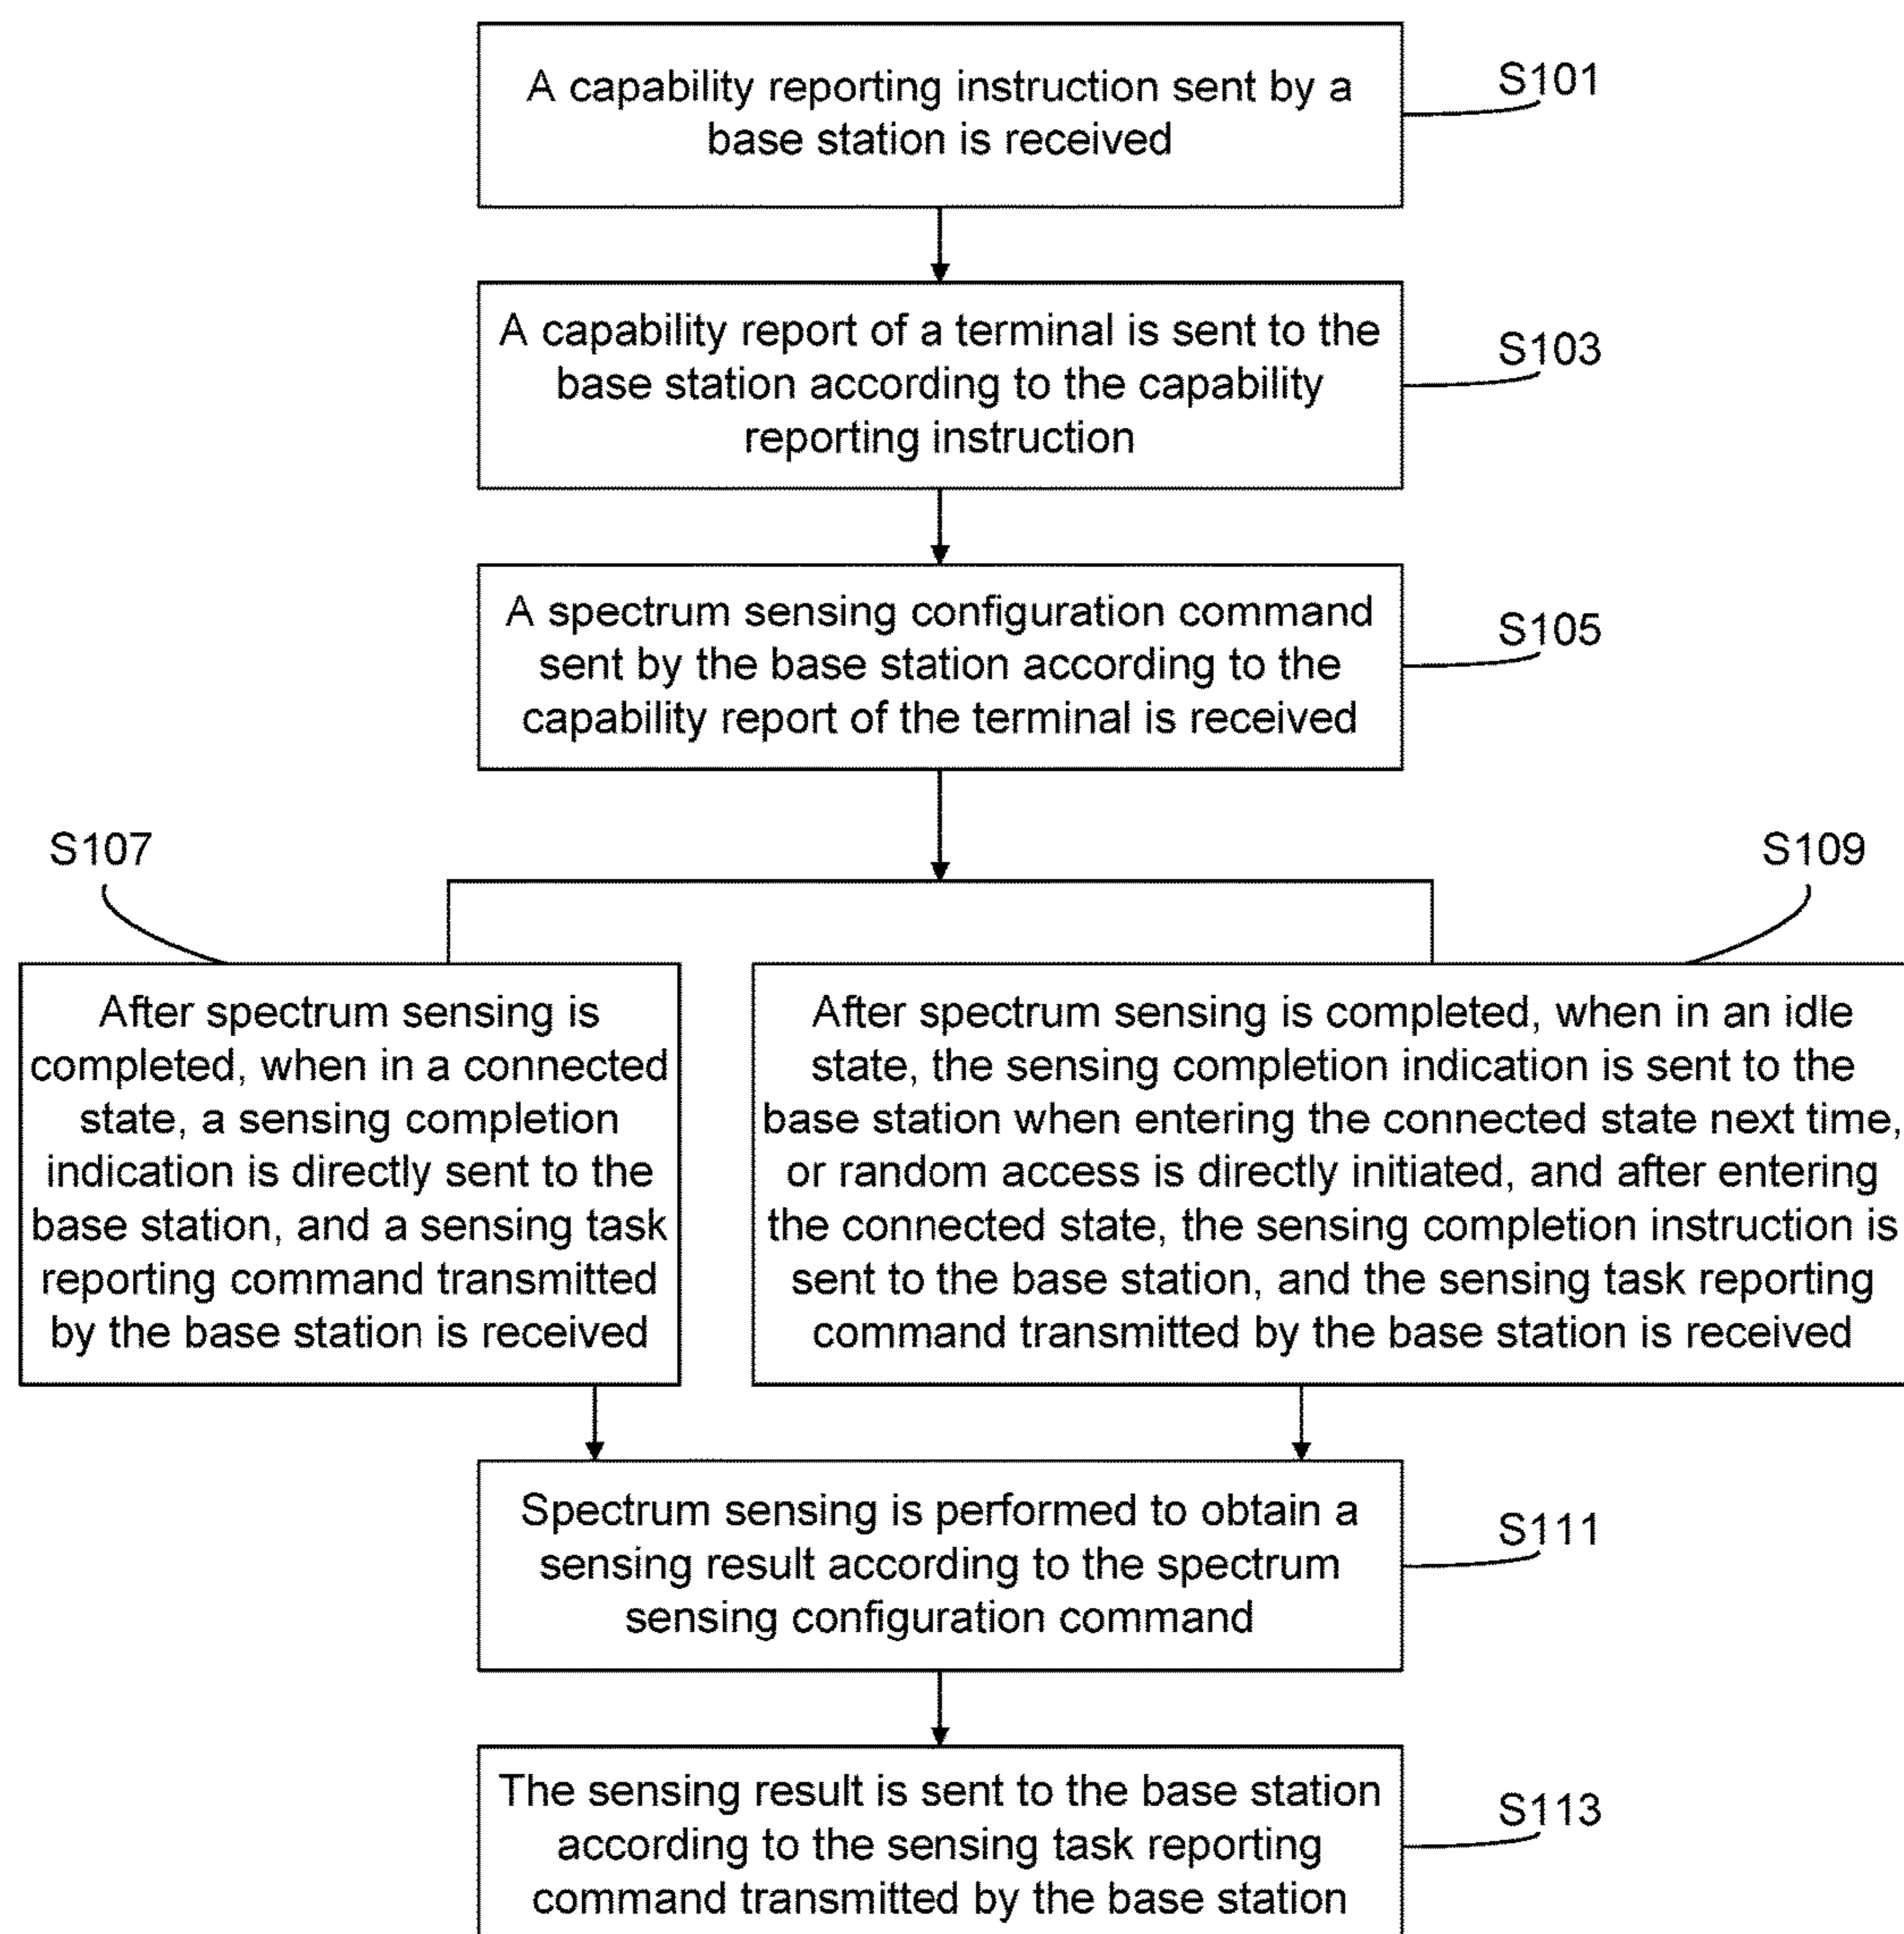 A capability reporting instruction sent by a
base station is received
S101
A capability report of a terminal is sent to the
base station according to the capability
reporting instruction
S103
A spectrum sensing configuration command
sent by the base station according to the
capability report of the terminal is received
S105
S107
After spectrum sensing is
completed, when in a connected
state, a sensing completion
indication is directly sent to the
base station, and a sensing task
reporting command transmitted
by the base station is received
S109
After spectrum sensing is completed, when in an idle
state, the sensing completion indication is sent to the
base station when entering the connected state next time,
or random access is directly initiated, and after entering
the connected state, the sensing completion instruction is
sent to the base station, and the sensing task reporting
command transmitted by the base station is received
Spectrum sensing is performed to obtain a
sensing result according to the spectrum
sensing configuration command
S111
The sensing result is sent to the base station
according to the sensing task reporting
command transmitted by the base station
S113